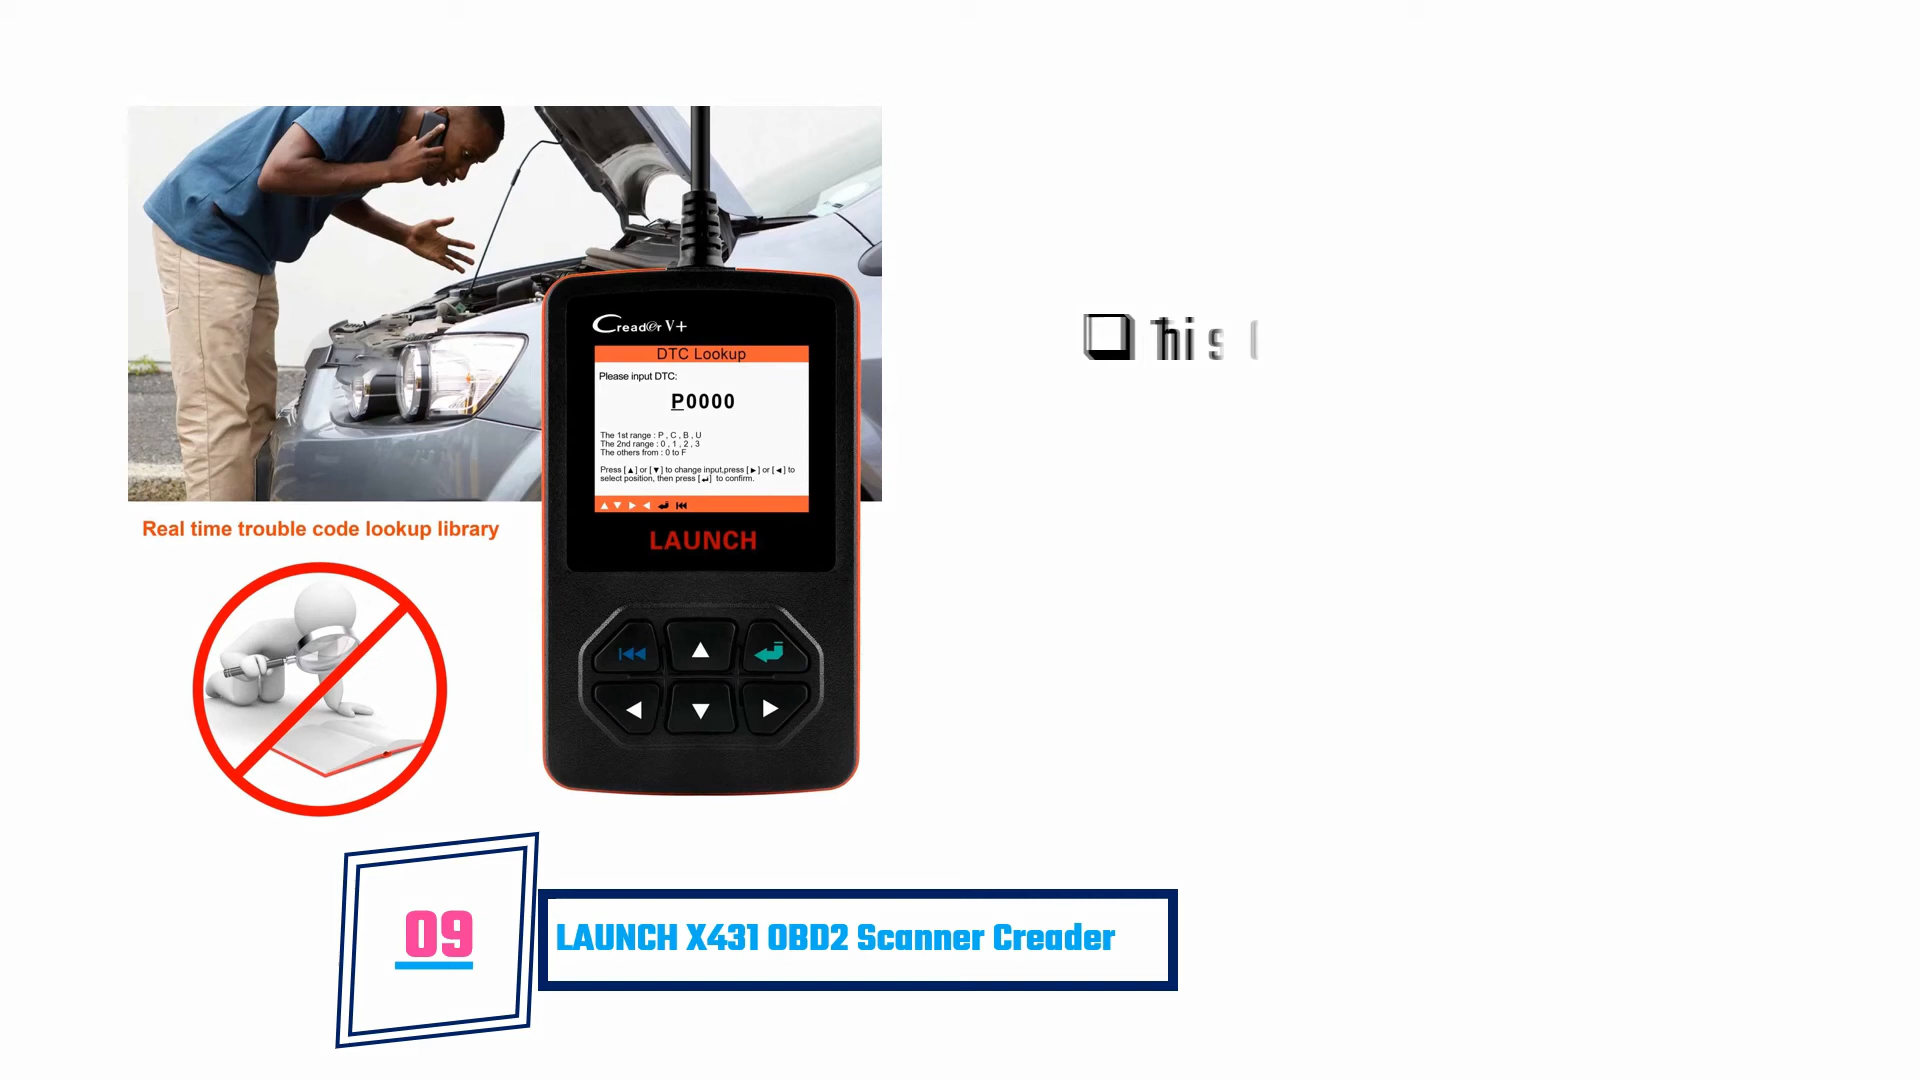 Creader V+
DTC Lookup
Please input DTC:
P0000
The 1st range : P , C , B , U
The 2nd range : 0 , 1 , 2 , 3
The others from : 0 to F
Press [▲] or [▼] to change input,press [►] or [◄] to
select position, then press [↵] to confirm.
LAUNCH
Real time trouble code lookup library
This
09
LAUNCH X431 OBD2 Scanner Creader